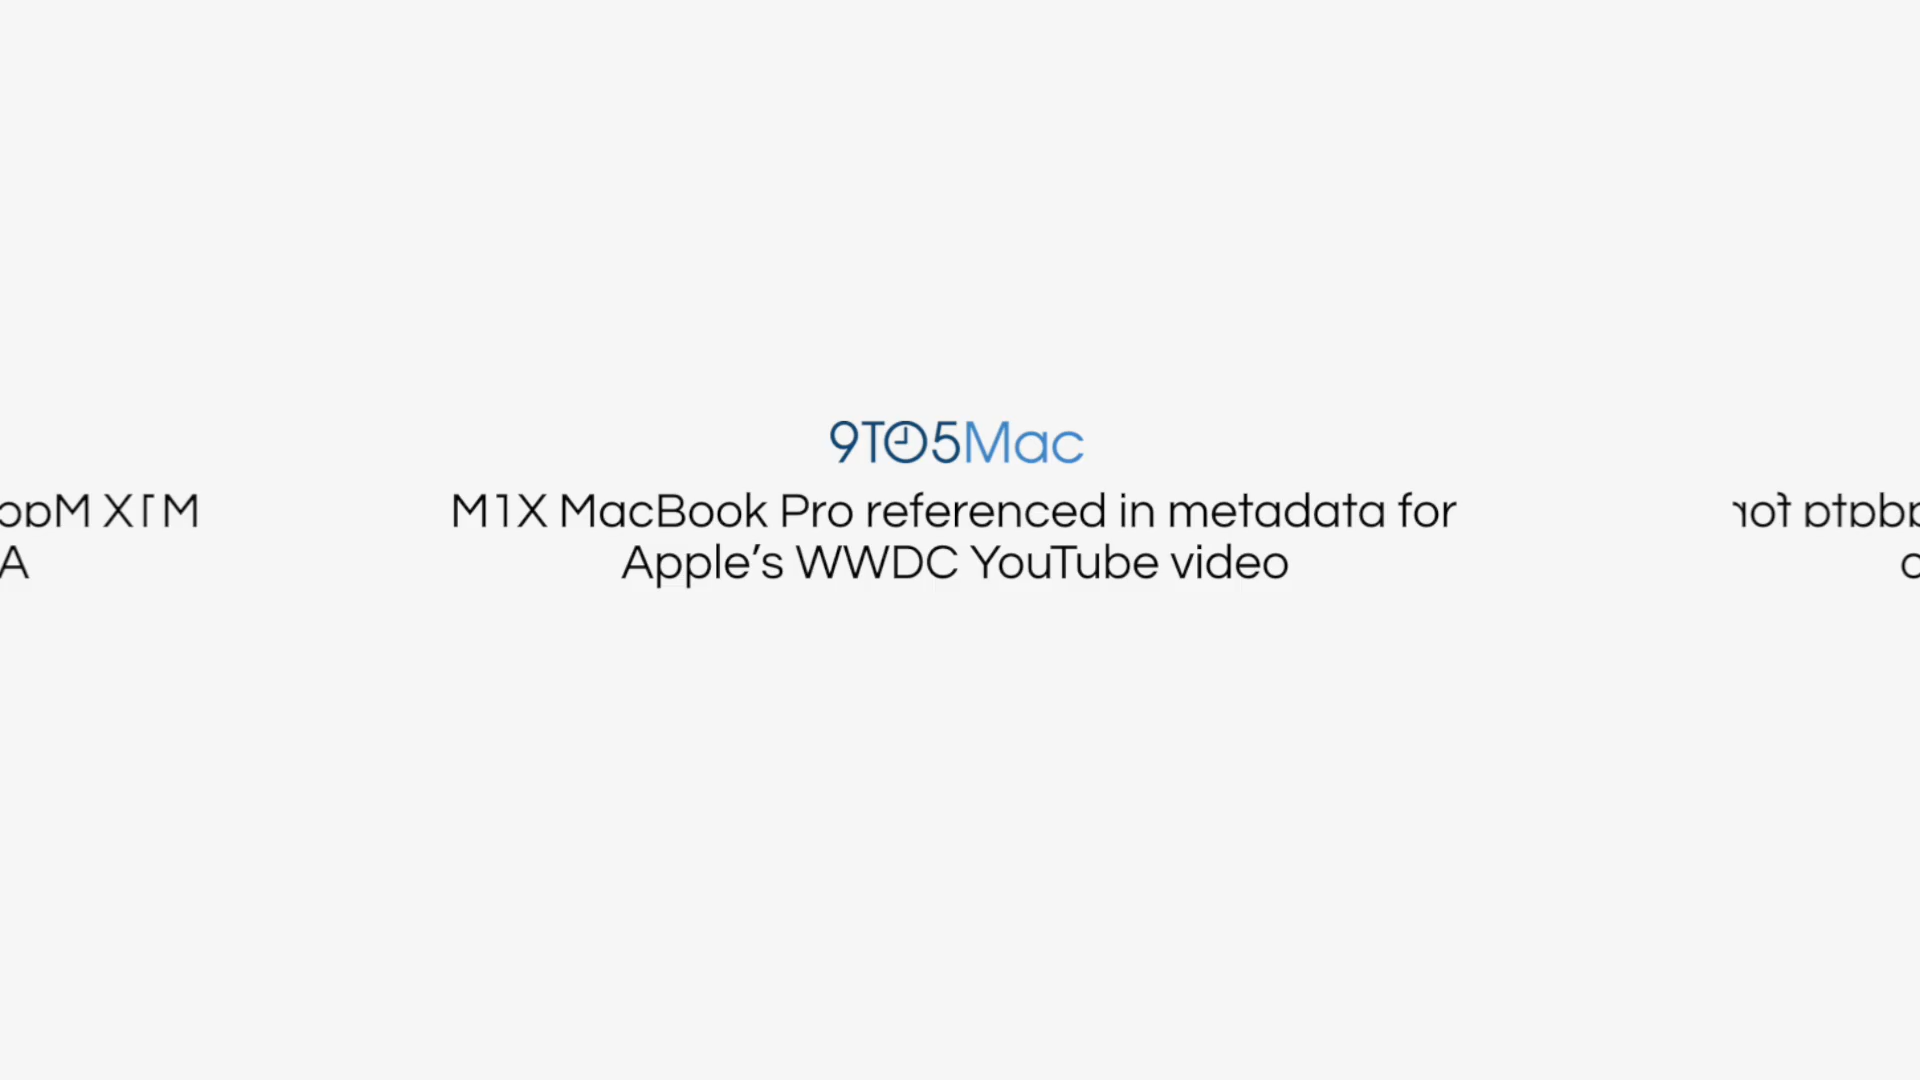 9TO5Mac
M1X MacBook Pro referenced in metadata for
Apple’s WWDC YouTube video